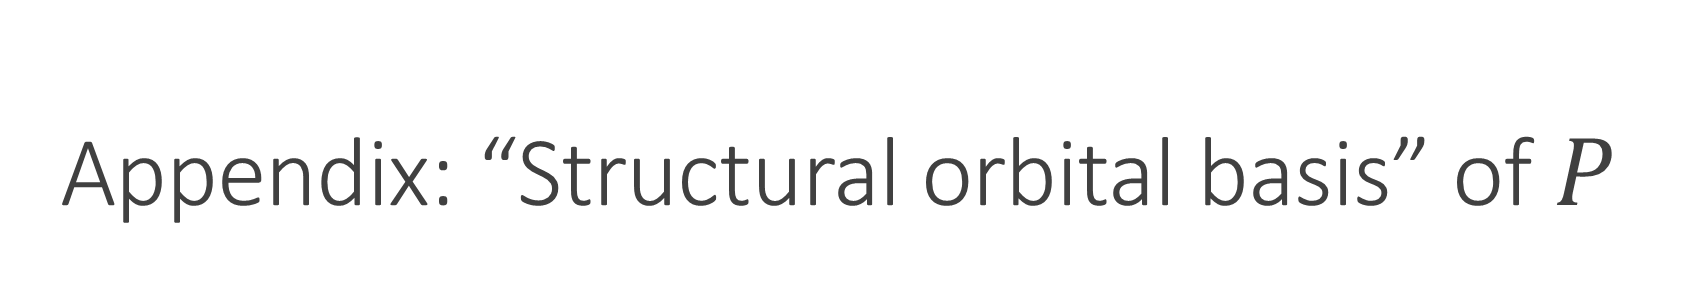 Appendix: “Structural orbital basis” of 𝑃